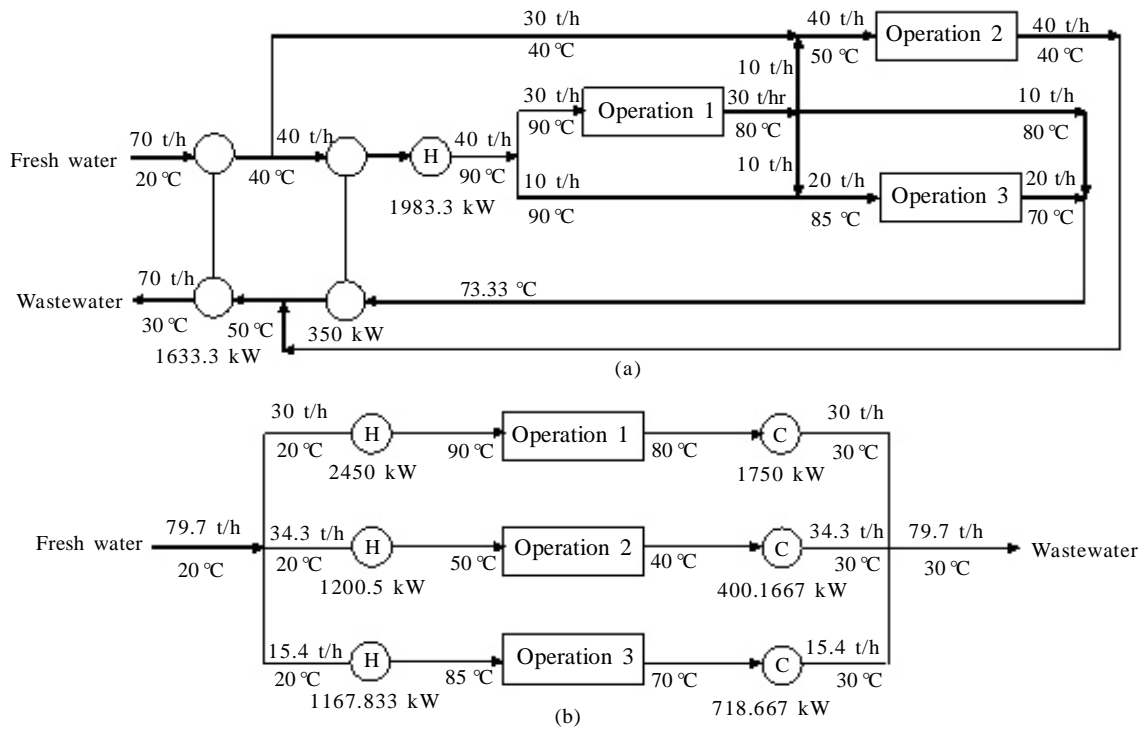 30 t/h
40 °C
40 t/h
50 °C
Operation 2
40 t/h
40 °C
10 t/h
30 t/h
90 °C
Operation 1
30 t/hr
80 °C
10 t/h
80 °C
Fresh water
70 t/h
20 °C
40 t/h
40 °C
H
1983.3 kW
40 t/h
90 °C
10 t/h
90 °C
10 t/h
20 t/h
85 °C
Operation 3
20 t/h
70 °C
Wastewater
70 t/h
30 °C
1633.3 kW
50 °C
350 kW
73.33 °C
(a)
30 t/h
20 °C
H
2450 kW
90 °C
Operation 1
80 °C
C
1750 kW
30 t/h
30 °C
Fresh water
79.7 t/h
20 °C
34.3 t/h
20 °C
H
1200.5 kW
50 °C
Operation 2
40 °C
C
400.1667 kW
34.3 t/h
30 °C
79.7 t/h
30 °C
Wastewater
15.4 t/h
20 °C
H
1167.833 kW
85 °C
Operation 3
70 °C
C
718.667 kW
15.4 t/h
30 °C
(b)